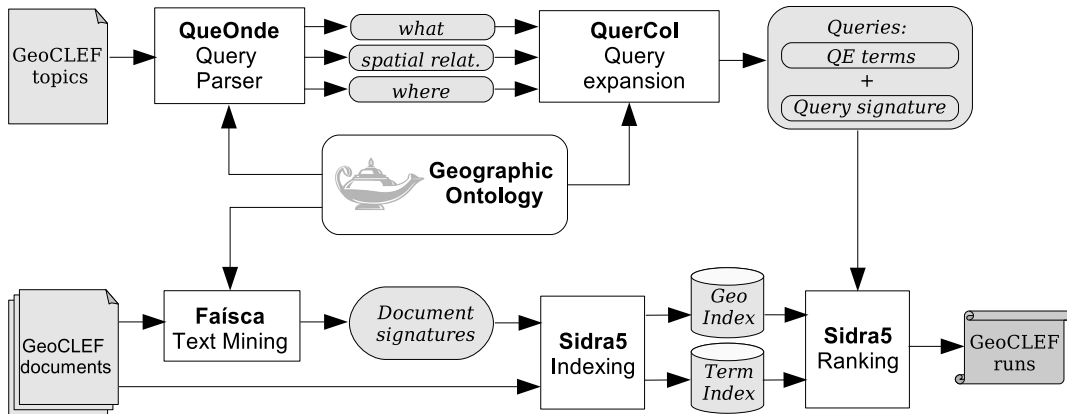 GeoCLEF
topics
QueOnde
Query
Parser
what
spatial relat.
where
QuerCol
Query
expansion
Queries:
QE terms
+
Query signature
Geographic
Ontology
GeoCLEF
documents
Faísca
Text Mining
Document
signatures
Sidra5
Indexing
Geo
Index
Term
Index
Sidra5
Ranking
GeoCLEF
runs